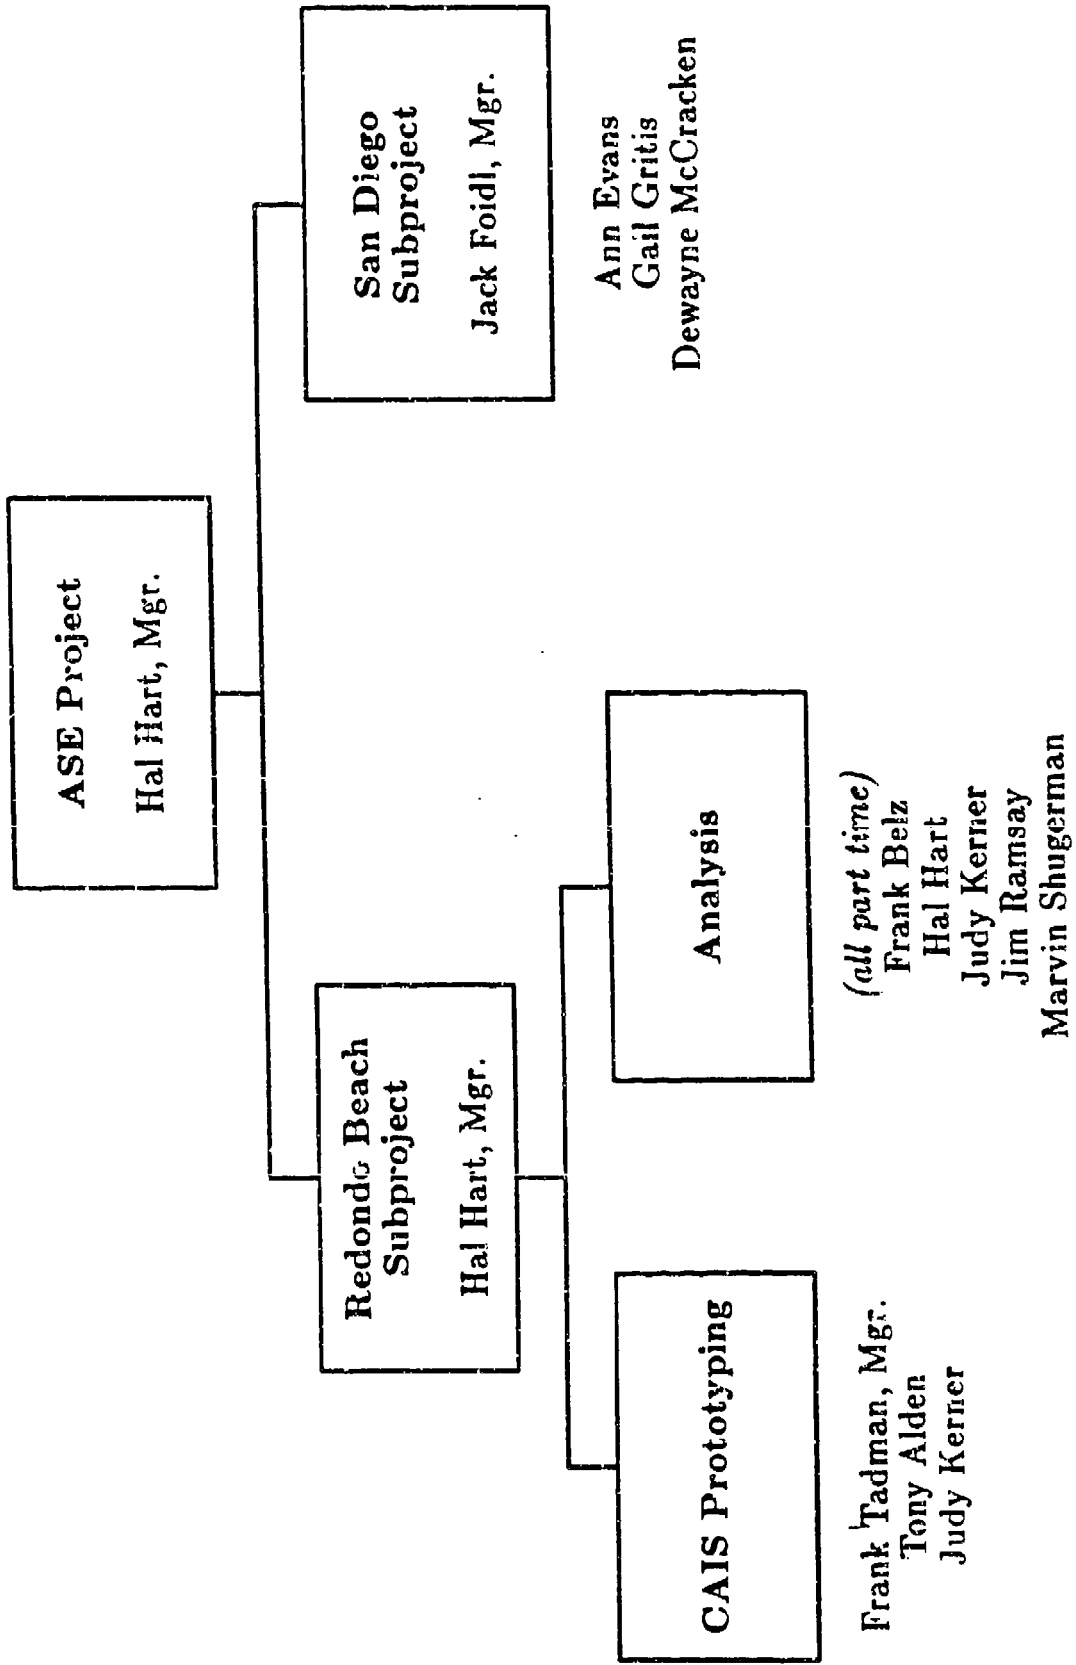 ASE Project
Hal Hart, Mgr.
Redondo Beach
Subproject
Hal Hart, Mgr.
San Diego
Subproject
Jack Foidl, Mgr.
Ann Evans
Gail Gritis
Dewayne McCracken
CAIS Prototyping
Frank Tadman, Mgr.
Tony Alden
Judy Kerner
Analysis
(all part time)
Frank Belz
Hal Hart
Judy Kerner
Jim Ramsay
Marvin Shugerman